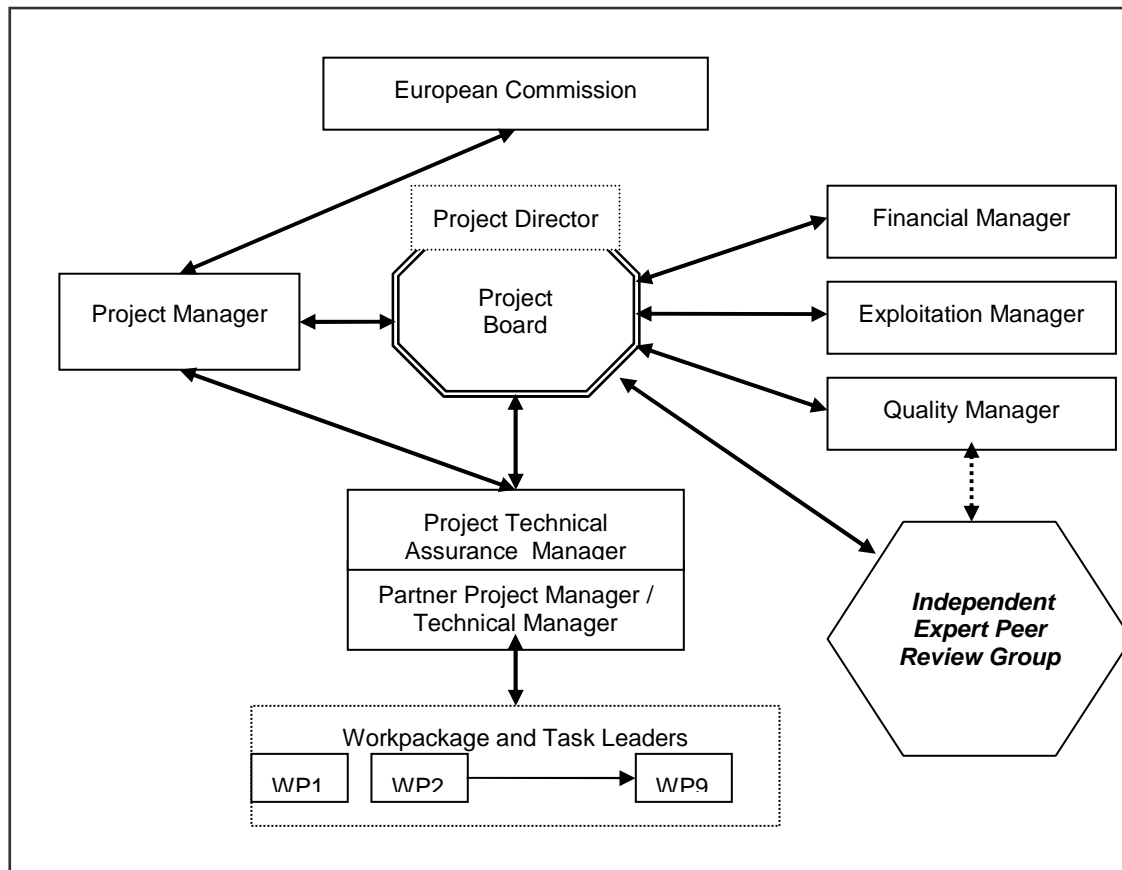 European Commission
Project Director
Financial Manager
Project Manager
Project
Board
Exploitation Manager
Quality Manager
Project Technical
Assurance Manager
Partner Project Manager /
Technical Manager
Independent
Expert Peer
Review Group
Workpackage and Task Leaders
WP1
WP2
WP9